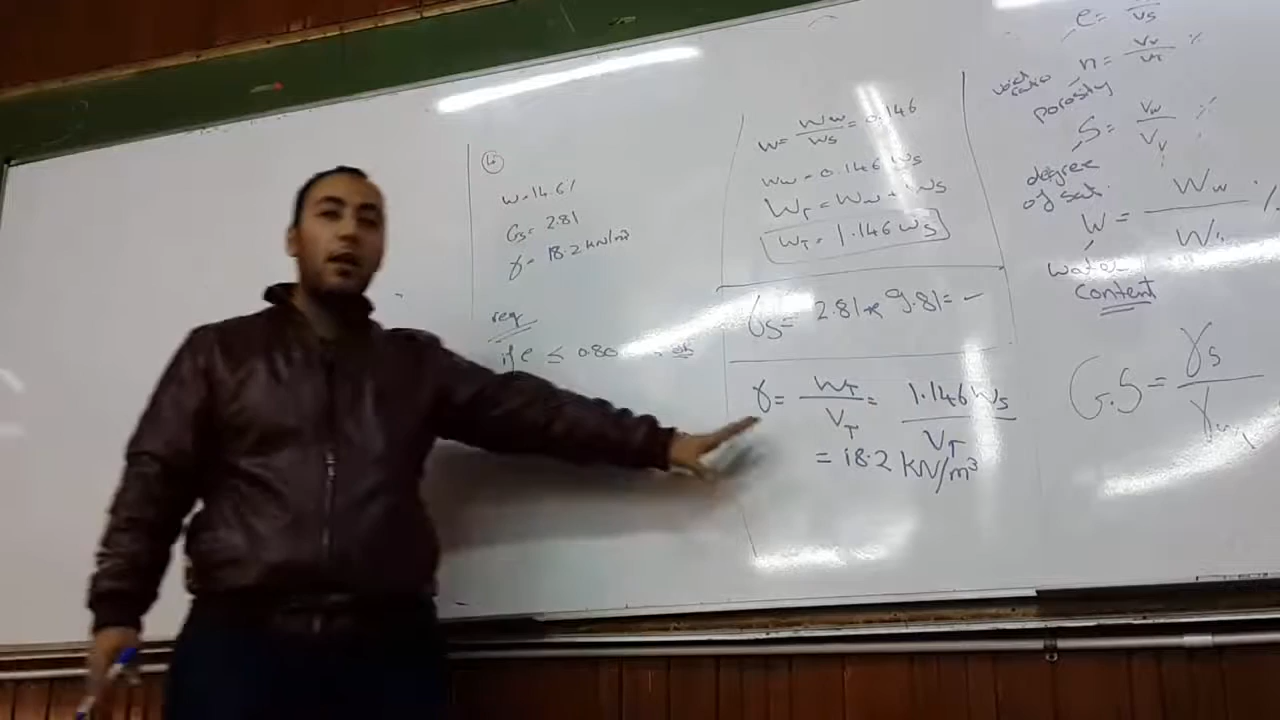 ④
w=14.6%
Gs= 2.81
γ= 18.2 kN/m³
req
if e ≤ 0.80 ok
w= Ww/Ws = 0.146
Ww = 0.146 Ws
WT = Ww + Ws
WT = 1.146 Ws
γs= 2.81 * 9.81 = ✓
γ= WT/VT = 1.146 Ws/VT
= 18.2 kN/m³
e= Vv/Vs
void ratio
n= Vv/VT %
porosity
S= Vw/Vv %
degree of sat.
W = Ww/Ws %
water
content
G.S = γs/γw